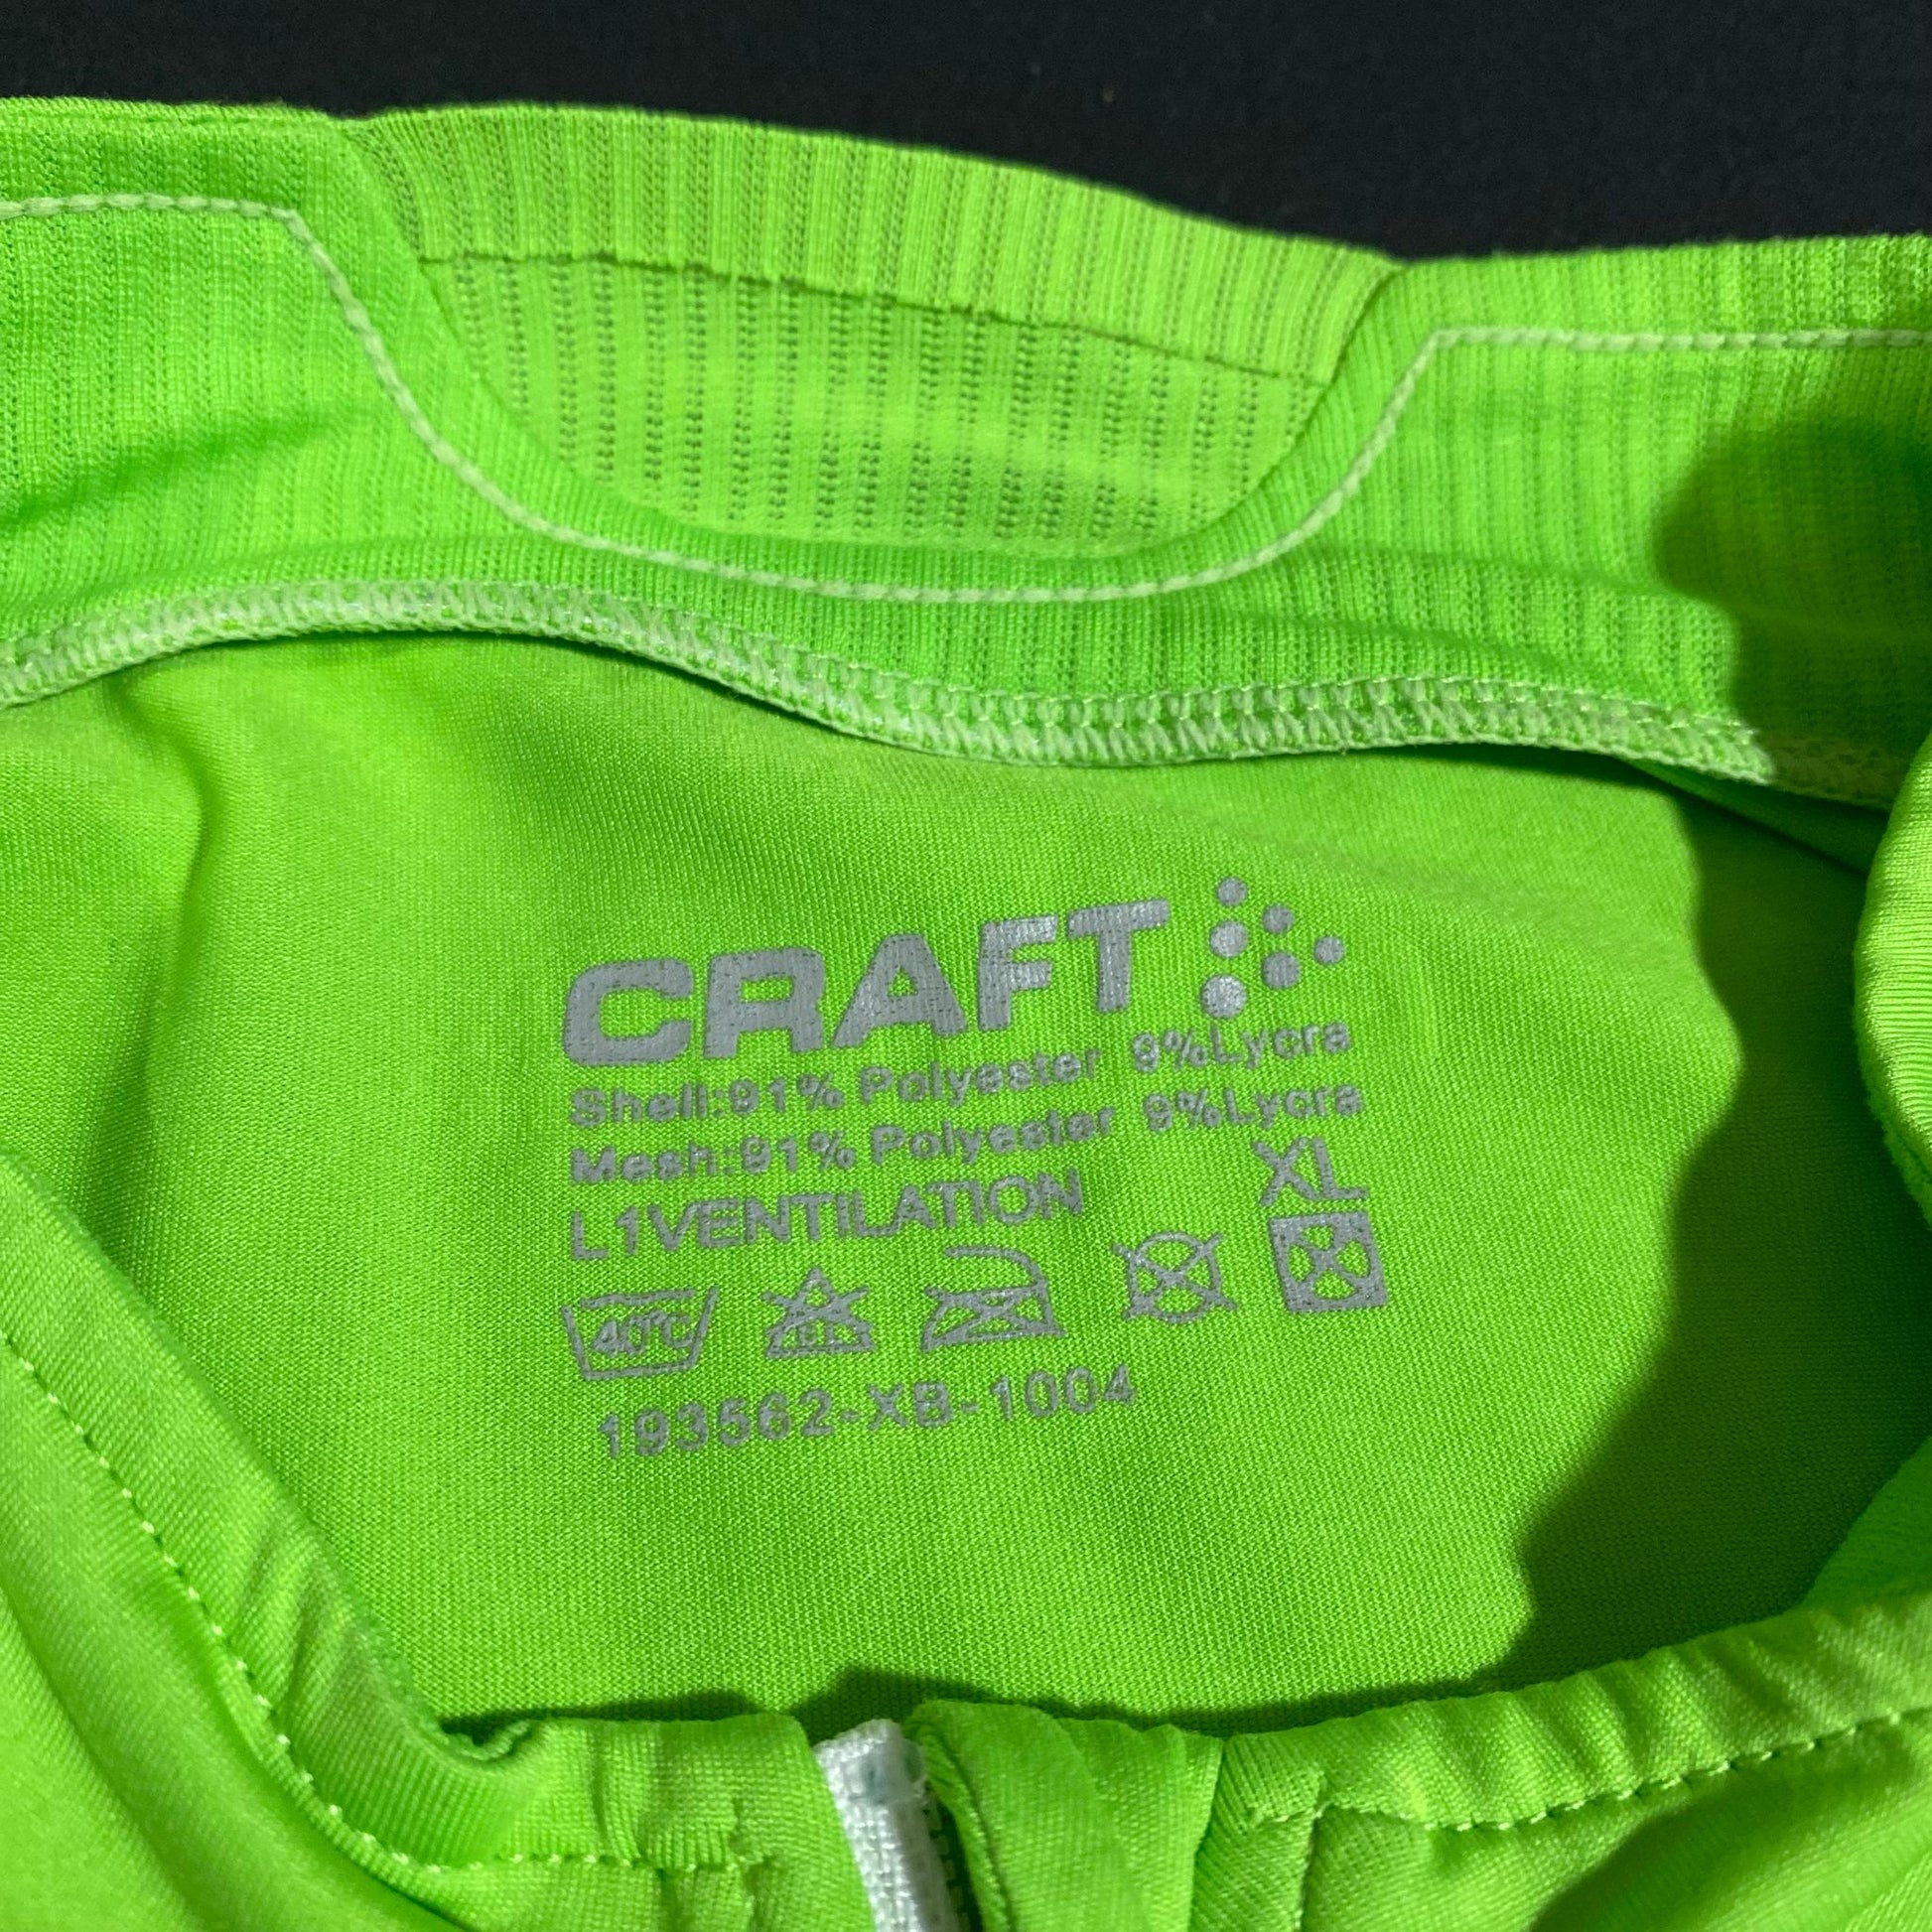 CRAFT
Shell:91% Polyester 9%Lycra
Mesh:91% Polyester 9%Lycra
L1VENTILATION XL
40°C
193562-XB-1004